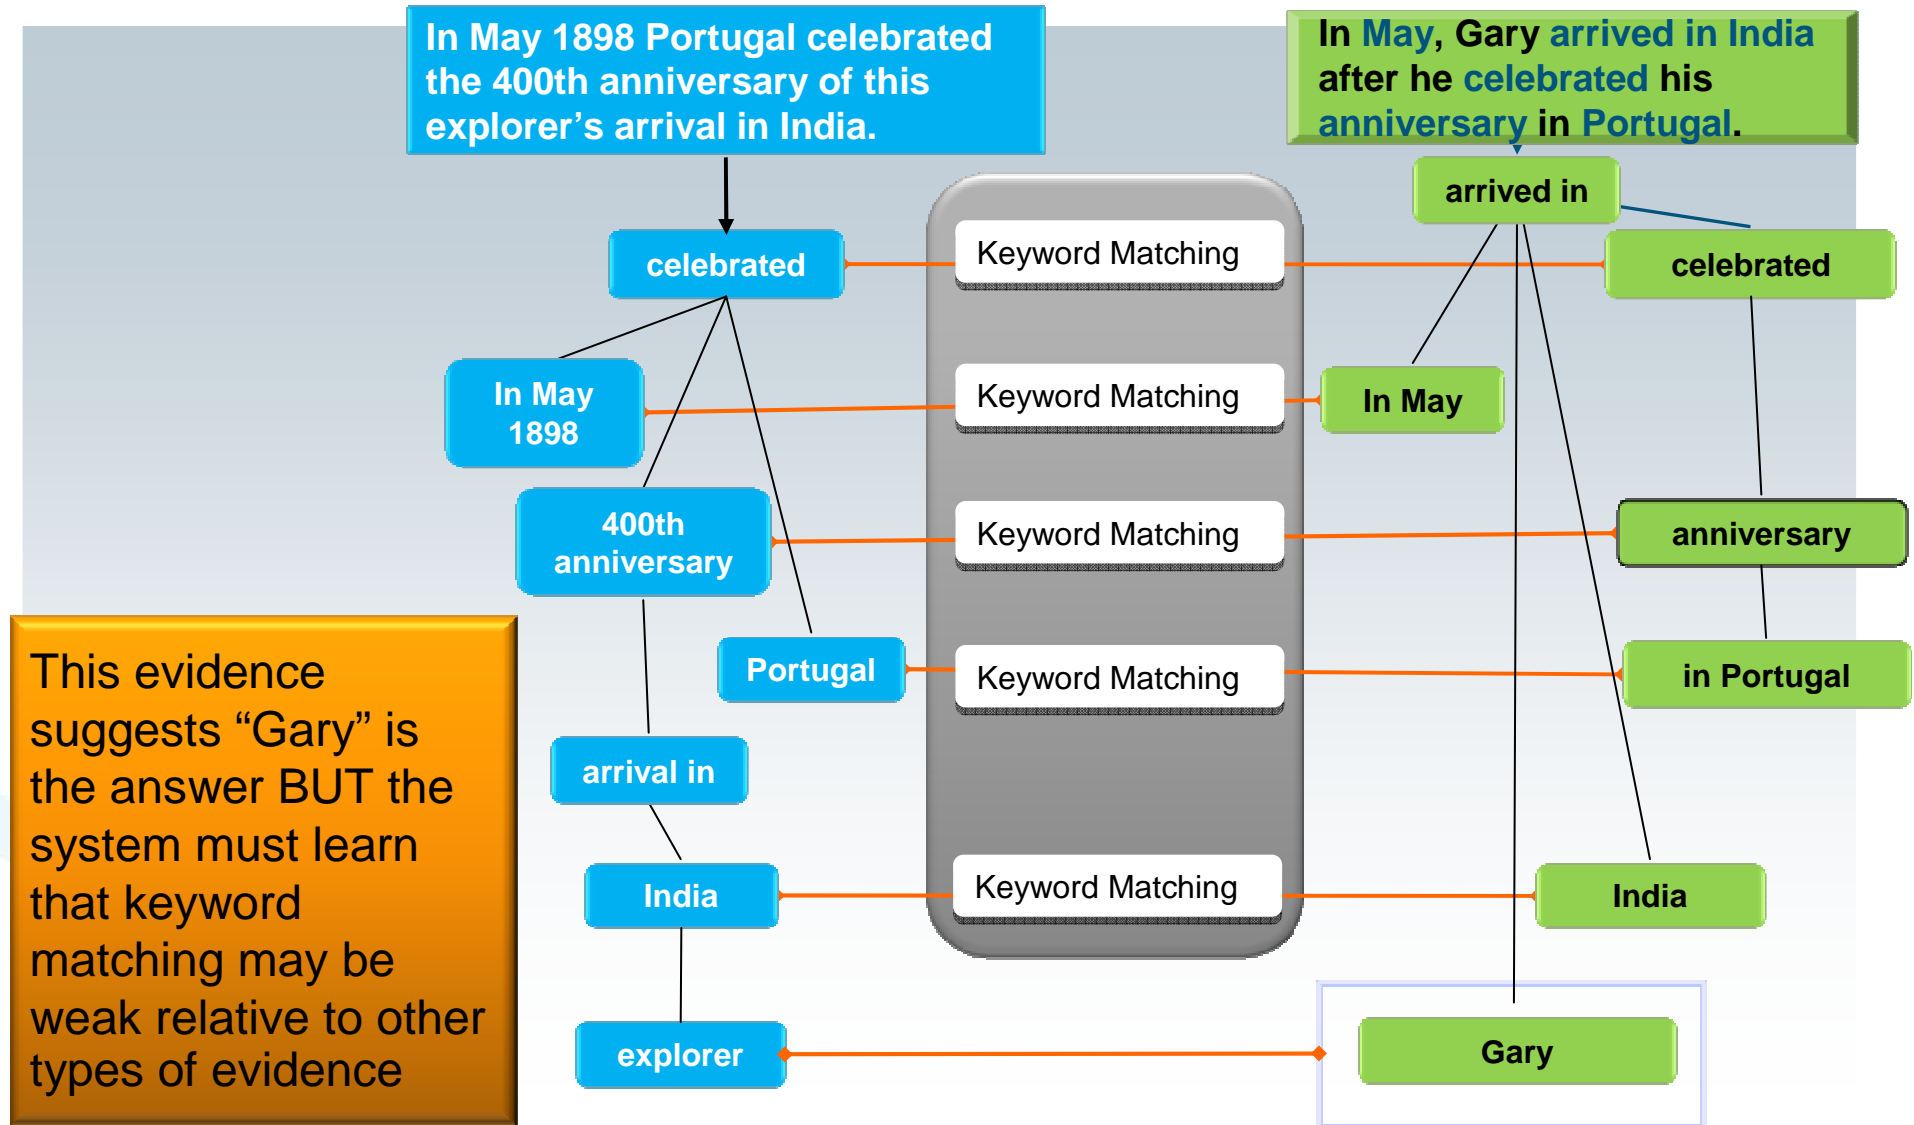 In May 1898 Portugal celebrated
the 400th anniversary of this
explorer’s arrival in India.
In May, Gary arrived in India
after he celebrated his
anniversary in Portugal.
arrived in
celebrated
Keyword Matching
celebrated
In May
1898
Keyword Matching
In May
400th
anniversary
Keyword Matching
anniversary
Portugal
Keyword Matching
in Portugal
arrival in
India
Keyword Matching
India
explorer
Gary
This evidence
suggests “Gary” is
the answer BUT the
system must learn
that keyword
matching may be
weak relative to other
types of evidence